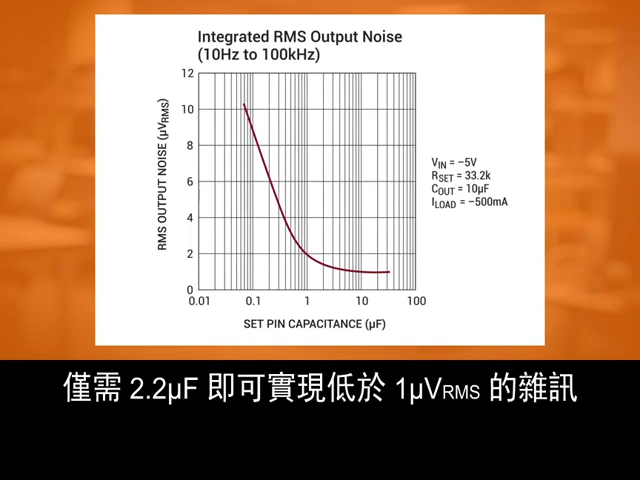 Integrated RMS Output Noise
(10Hz to 100kHz)
12
10
8
6
4
2
0
RMS OUTPUT NOISE (µVRMS)
0.01 0.1 1 10 100
SET PIN CAPACITANCE (µF)
VIN = –5V
RSET = 33.2k
COUT = 10µF
ILOAD = –500mA
僅需 2.2µF 即可實現低於 1µVRMS 的雜訊